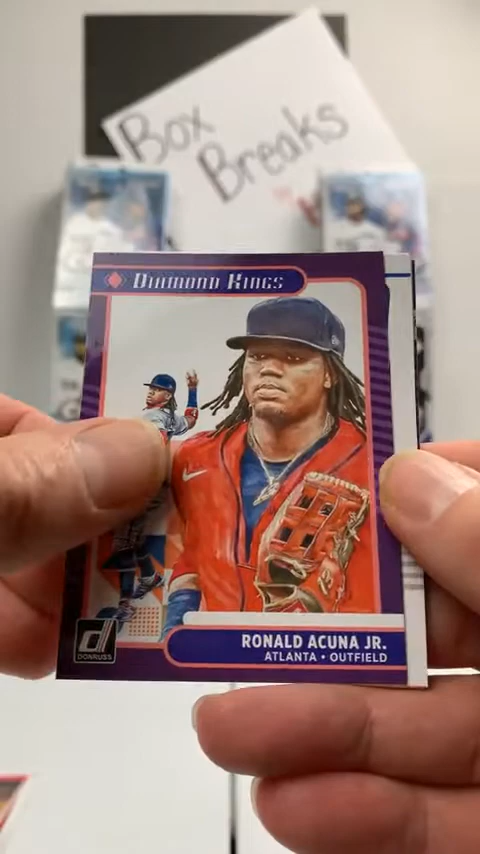 Box
Breaks
DIAMOND KINGS
d
DONRUSS
RONALD ACUNA JR.
ATLANTA • OUTFIELD